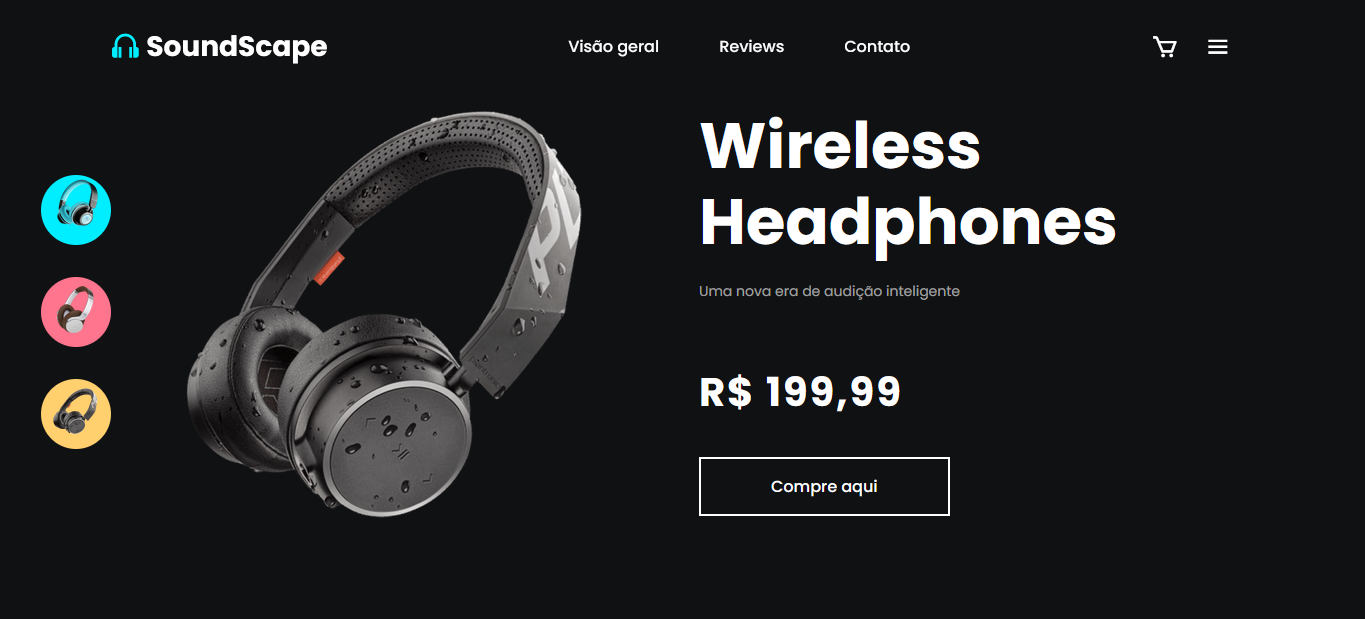 SoundScape
Visão geral
Reviews
Contato
Wireless
Headphones
Uma nova era de audição inteligente
R$ 199,99
Compre aqui